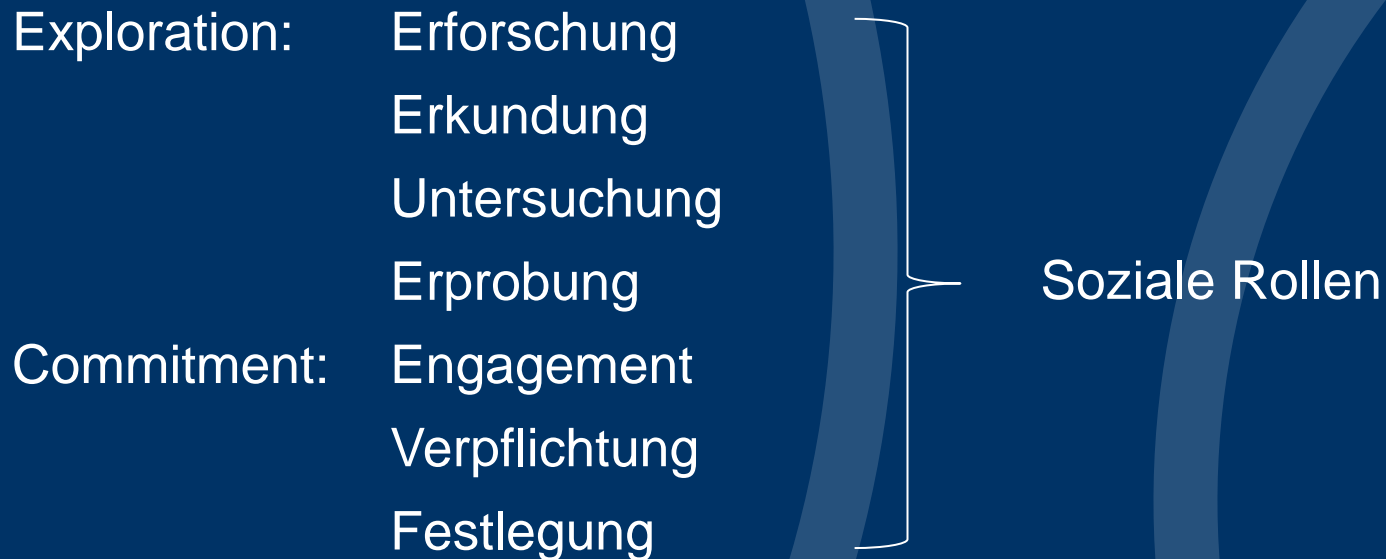 Exploration: Erforschung
Erkundung
Untersuchung
Erprobung
Soziale Rollen
Commitment: Engagement
Verpflichtung
Festlegung